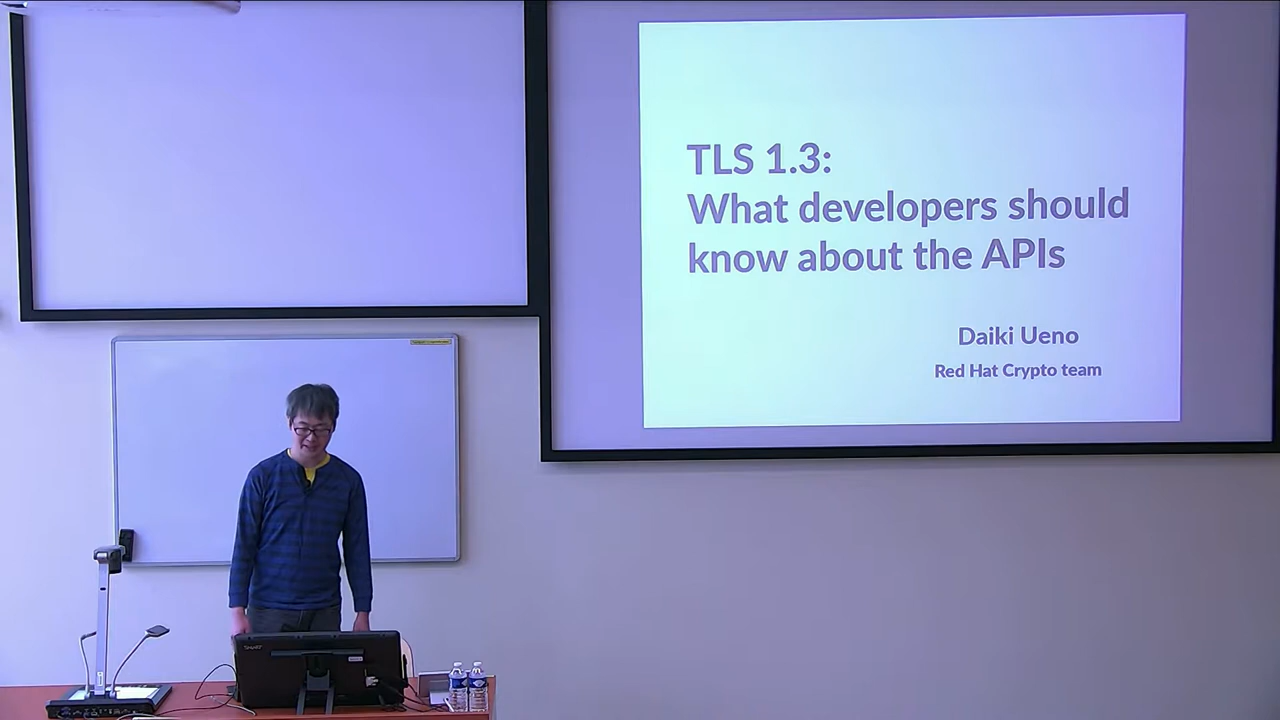 TLS 1.3:
What developers should
know about the APIs
Daiki Ueno
Red Hat Crypto team